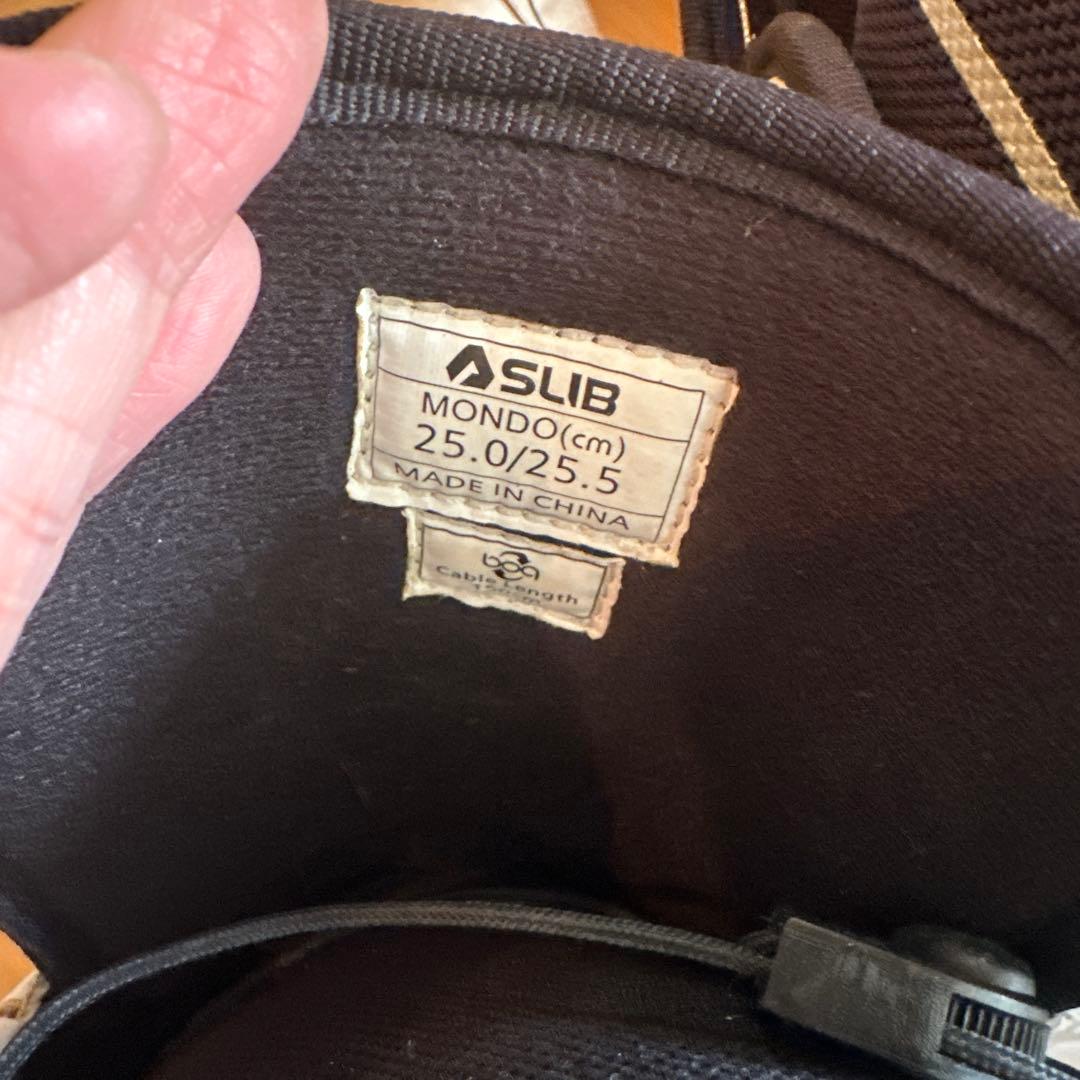 SLIB
MONDO(cm)
25.0/25.5
MADE IN CHINA
boa
Cable Length